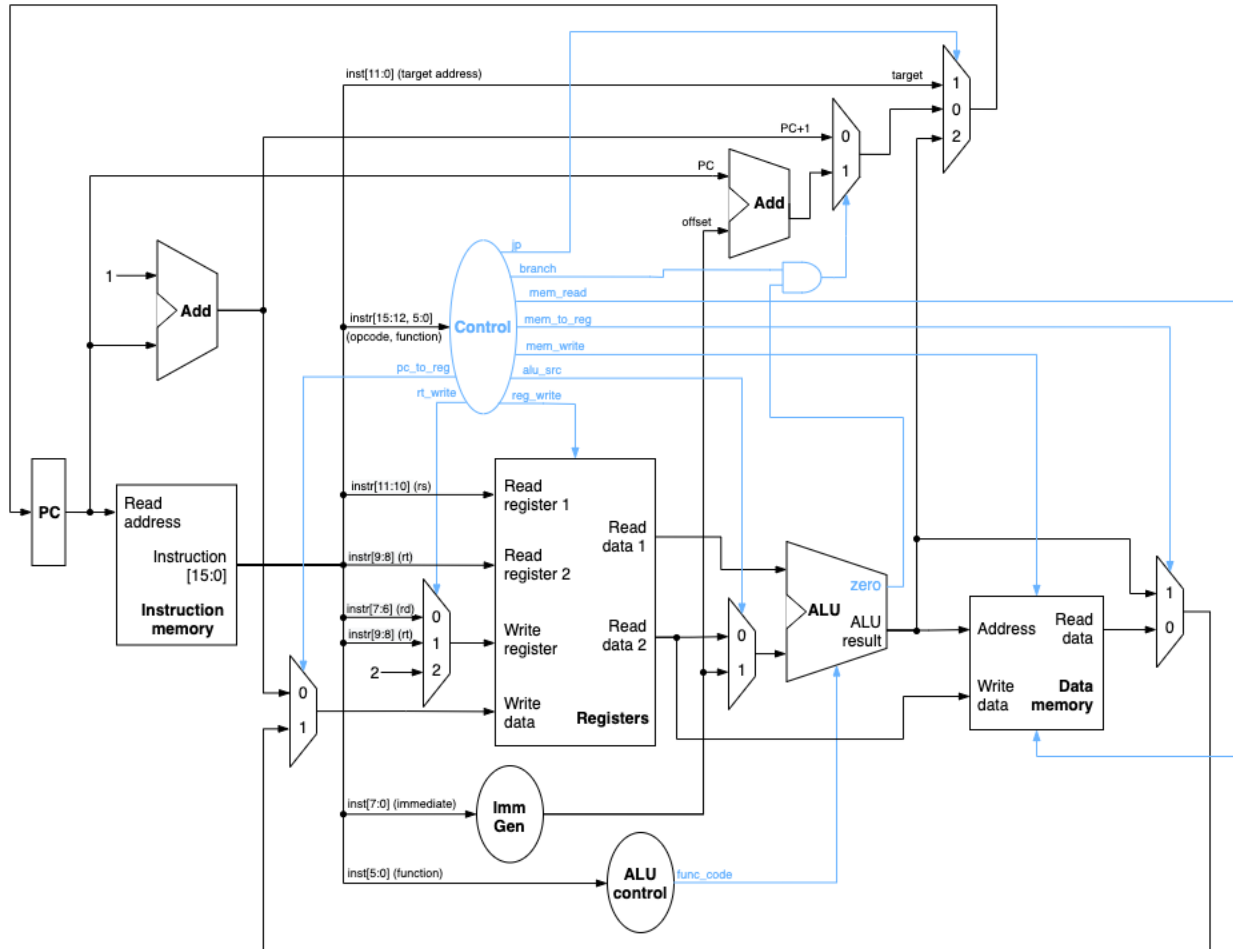 inst[11:0] (target address)
target
1
0
2
PC+1
0
1
PC
Add
offset
jp
branch
mem_read
mem_to_reg
mem_write
alu_src
reg_write
1
Add
instr[15:12, 5:0]
(opcode, function)
Control
pc_to_reg
rt_write
PC
Read
address
Instruction
[15:0]
Instruction
memory
instr[11:10] (rs)
instr[9:8] (rt)
instr[7:6] (rd)
instr[9:8] (rt)
2
0
1
2
0
1
Read
register 1
Read
register 2
Write
register
Write
data
Read
data 1
Read
data 2
Registers
0
1
zero
ALU
ALU
result
Address
Read
data
Write
data
Data
memory
1
0
inst[7:0] (immediate)
Imm
Gen
inst[5:0] (function)
ALU
control
func_code